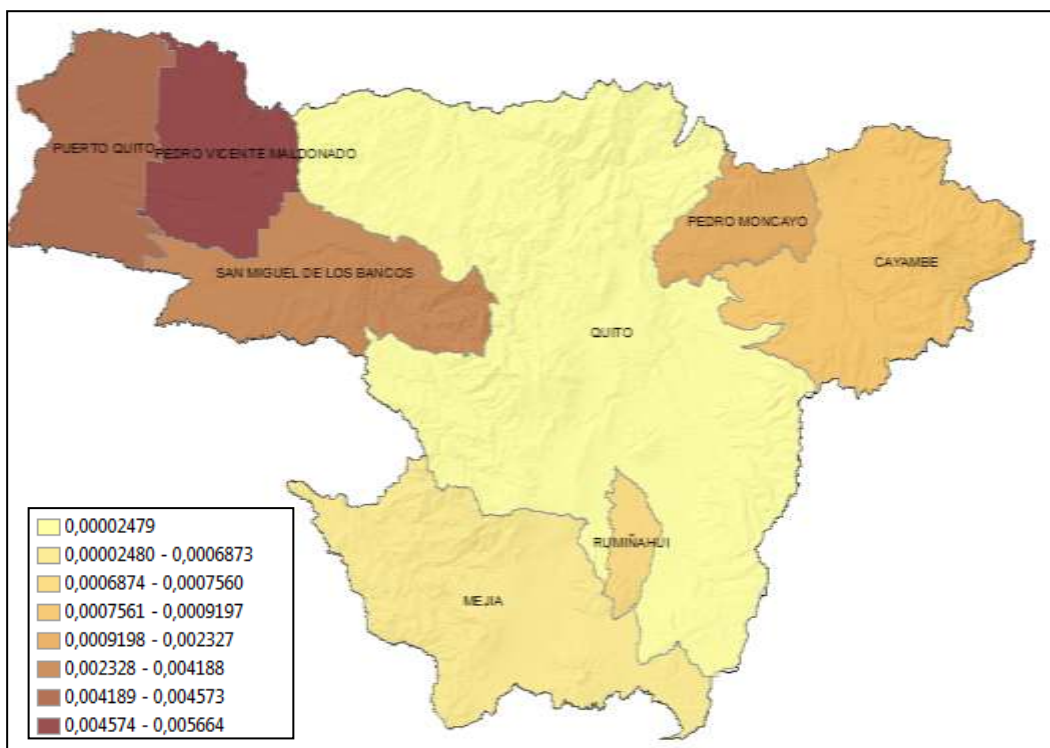 PUERTO QUITO
PEDRO VICENTE MALDONADO
PEDRO MONCAYO
SAN MIGUEL DE LOS BANCOS
CAYAMBE
QUITO
RUMIÑAHUI
MEJIA
0,00002479
0,00002480 - 0,0006873
0,0006874 - 0,0007560
0,0007561 - 0,0009197
0,0009198 - 0,002327
0,002328 - 0,004188
0,004189 - 0,004573
0,004574 - 0,005664